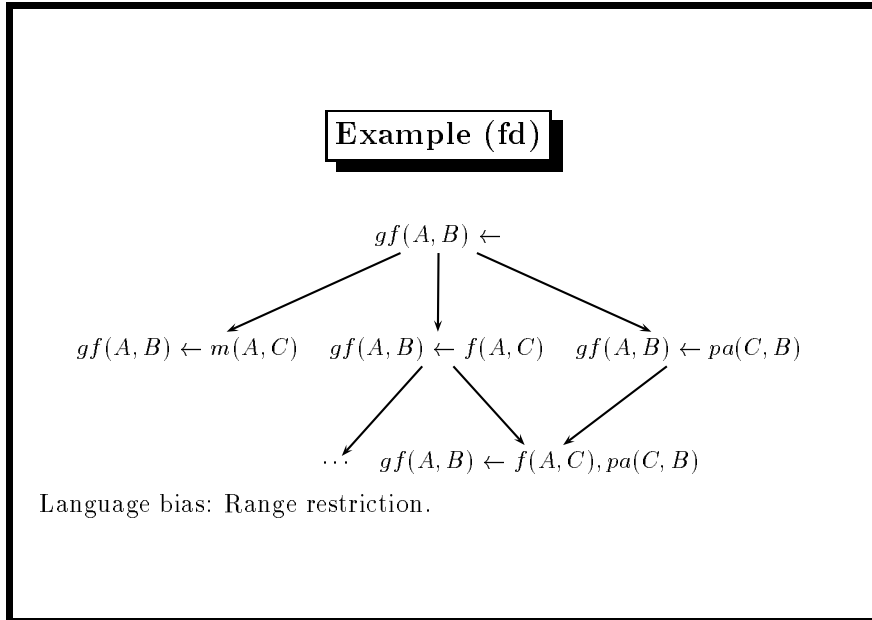 Example (fd)
gf(A, B) ←
gf(A, B) ← m(A, C) gf(A, B) ← f(A, C) gf(A, B) ← pa(C, B)
··· gf(A, B) ← f(A, C), pa(C, B)
Language bias: Range restriction.